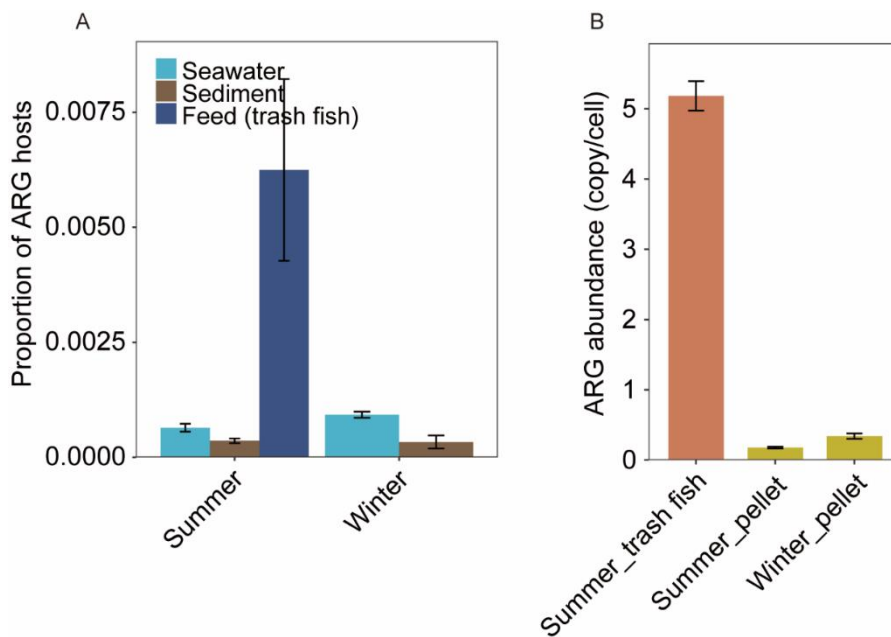 A
Proportion of ARG hosts
0.0075
0.0050
0.0025
0.0000
Seawater
Sediment
Feed (trash fish)
Summer
Winter
B
ARG abundance (copy/cell)
5
4
3
2
1
0
Summer_trash fish
Summer_pellet
Winter_pellet